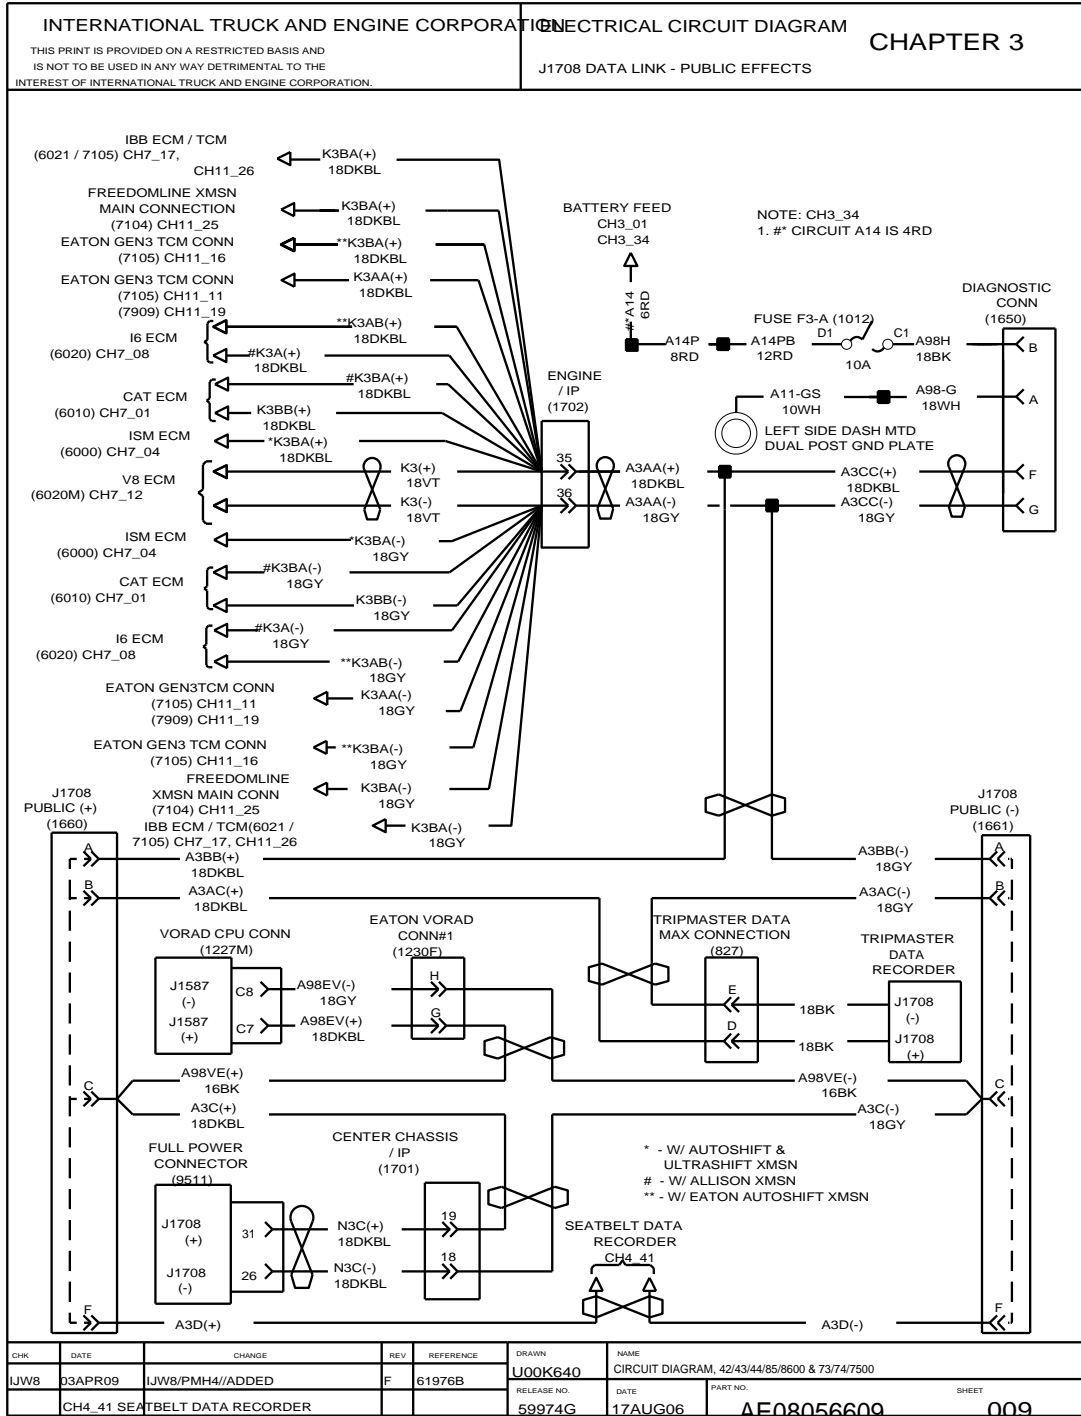 INTERNATIONAL TRUCK AND ENGINE CORPORATION
THIS PRINT IS PROVIDED ON A RESTRICTED BASIS AND
IS NOT TO BE USED IN ANY WAY DETRIMENTAL TO THE
INTEREST OF INTERNATIONAL TRUCK AND ENGINE CORPORATION.
ELECTRICAL CIRCUIT DIAGRAM
CHAPTER 3
J1708 DATA LINK - PUBLIC EFFECTS
IBB ECM / TCM
(6021 / 7105) CH7_17,
CH11_26
K3BA(+)
18DKBL
FREEDOMLINE XMSN
MAIN CONNECTION
(7104) CH11_25
K3BA(+)
18DKBL
EATON GEN3 TCM CONN
(7105) CH11_16
**K3BA(+)
18DKBL
EATON GEN3 TCM CONN
(7105) CH11_11
(7909) CH11_19
K3AA(+)
18DKBL
I6 ECM
(6020) CH7_08
**K3AB(+)
18DKBL
#K3A(+)
18DKBL
CAT ECM
(6010) CH7_01
#K3BA(+)
18DKBL
K3BB(+)
18DKBL
ISM ECM
(6000) CH7_04
*K3BA(+)
18DKBL
V8 ECM
(6020M) CH7_12
K3(+)
18VT
K3(-)
18VT
ISM ECM
(6000) CH7_04
*K3BA(-)
18GY
CAT ECM
(6010) CH7_01
#K3BA(-)
18GY
K3BB(-)
18GY
I6 ECM
(6020) CH7_08
#K3A(-)
18GY
**K3AB(-)
18GY
EATON GEN3TCM CONN
(7105) CH11_11
(7909) CH11_19
K3AA(-)
18GY
EATON GEN3 TCM CONN
(7105) CH11_16
**K3BA(-)
18GY
FREEDOMLINE
XMSN MAIN CONN
(7104) CH11_25
K3BA(-)
18GY
IBB ECM / TCM(6021 /
7105) CH7_17, CH11_26
K3BA(-)
18GY
ENGINE
/ IP
(1702)
35
36
BATTERY FEED
CH3_01
CH3_34
#*A14
6RD
NOTE: CH3_34
1. #* CIRCUIT A14 IS 4RD
A14P
8RD
A14PB
12RD
FUSE F3-A (1012)
D1
C1
10A
A98H
18BK
DIAGNOSTIC
CONN
(1650)
B
A
F
G
A11-GS
10WH
A98-G
18WH
LEFT SIDE DASH MTD
DUAL POST GND PLATE
A3AA(+)
18DKBL
A3CC(+)
18DKBL
A3AA(-)
18GY
A3CC(-)
18GY
J1708
PUBLIC (+)
(1660)
A
B
C
F
A3BB(+)
18DKBL
A3AC(+)
18DKBL
J1708
PUBLIC (-)
(1661)
A
B
C
F
A3BB(-)
18GY
A3AC(-)
18GY
VORAD CPU CONN
(1227M)
J1587
(-)
J1587
(+)
C8
C7
A98EV(-)
18GY
A98EV(+)
18DKBL
EATON VORAD
CONN#1
(1230F)
H
G
TRIPMASTER DATA
MAX CONNECTION
(827)
E
D
18BK
18BK
TRIPMASTER
DATA
RECORDER
J1708
(-)
J1708
(+)
A98VE(+)
16BK
A3C(+)
18DKBL
A98VE(-)
16BK
A3C(-)
18GY
FULL POWER
CONNECTOR
(9511)
J1708
(+)
J1708
(-)
31
26
N3C(+)
18DKBL
N3C(-)
18DKBL
CENTER CHASSIS
/ IP
(1701)
19
18
* - W/ AUTOSHIFT &
ULTRASHIFT XMSN
# - W/ ALLISON XMSN
** - W/ EATON AUTOSHIFT XMSN
SEATBELT DATA
RECORDER
CH4_41
A3D(+)
A3D(-)
CHK DATE CHANGE REV REFERENCE
IJW8 03APR09 IJW8/PMH4//ADDED F 61976B
CH4_41 SEATBELT DATA RECORDER
DRAWN
U00K640
NAME
CIRCUIT DIAGRAM, 42/43/44/85/8600 & 73/74/7500
RELEASE NO.
59974G
DATE
17AUG06
PART NO.
AE08056609
SHEET
009